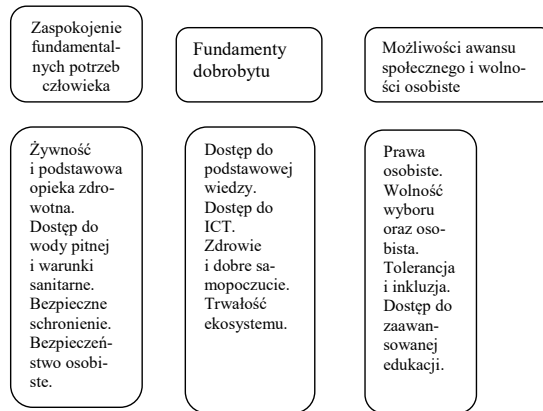 Zaspokojenie
fundamental-
nych potrzeb
człowieka
Fundamenty
dobrobytu
Możliwości awansu
społecznego i wolno-
ści osobiste
Żywność
i podstawowa
opieka zdro-
wotna.
Dostęp do
wody pitnej
i warunki
sanitarne.
Bezpieczne
schronienie.
Bezpieczeń-
stwo osobi-
ste.
Dostęp do
podstawowej
wiedzy.
Dostęp do
ICT.
Zdrowie
i dobre sa-
mopoczucie.
Trwałość
ekosystemu.
Prawa
osobiste.
Wolność
wyboru
oraz oso-
bista.
Tolerancja
i inkluzja.
Dostęp do
zaawan-
sowanej
edukacji.